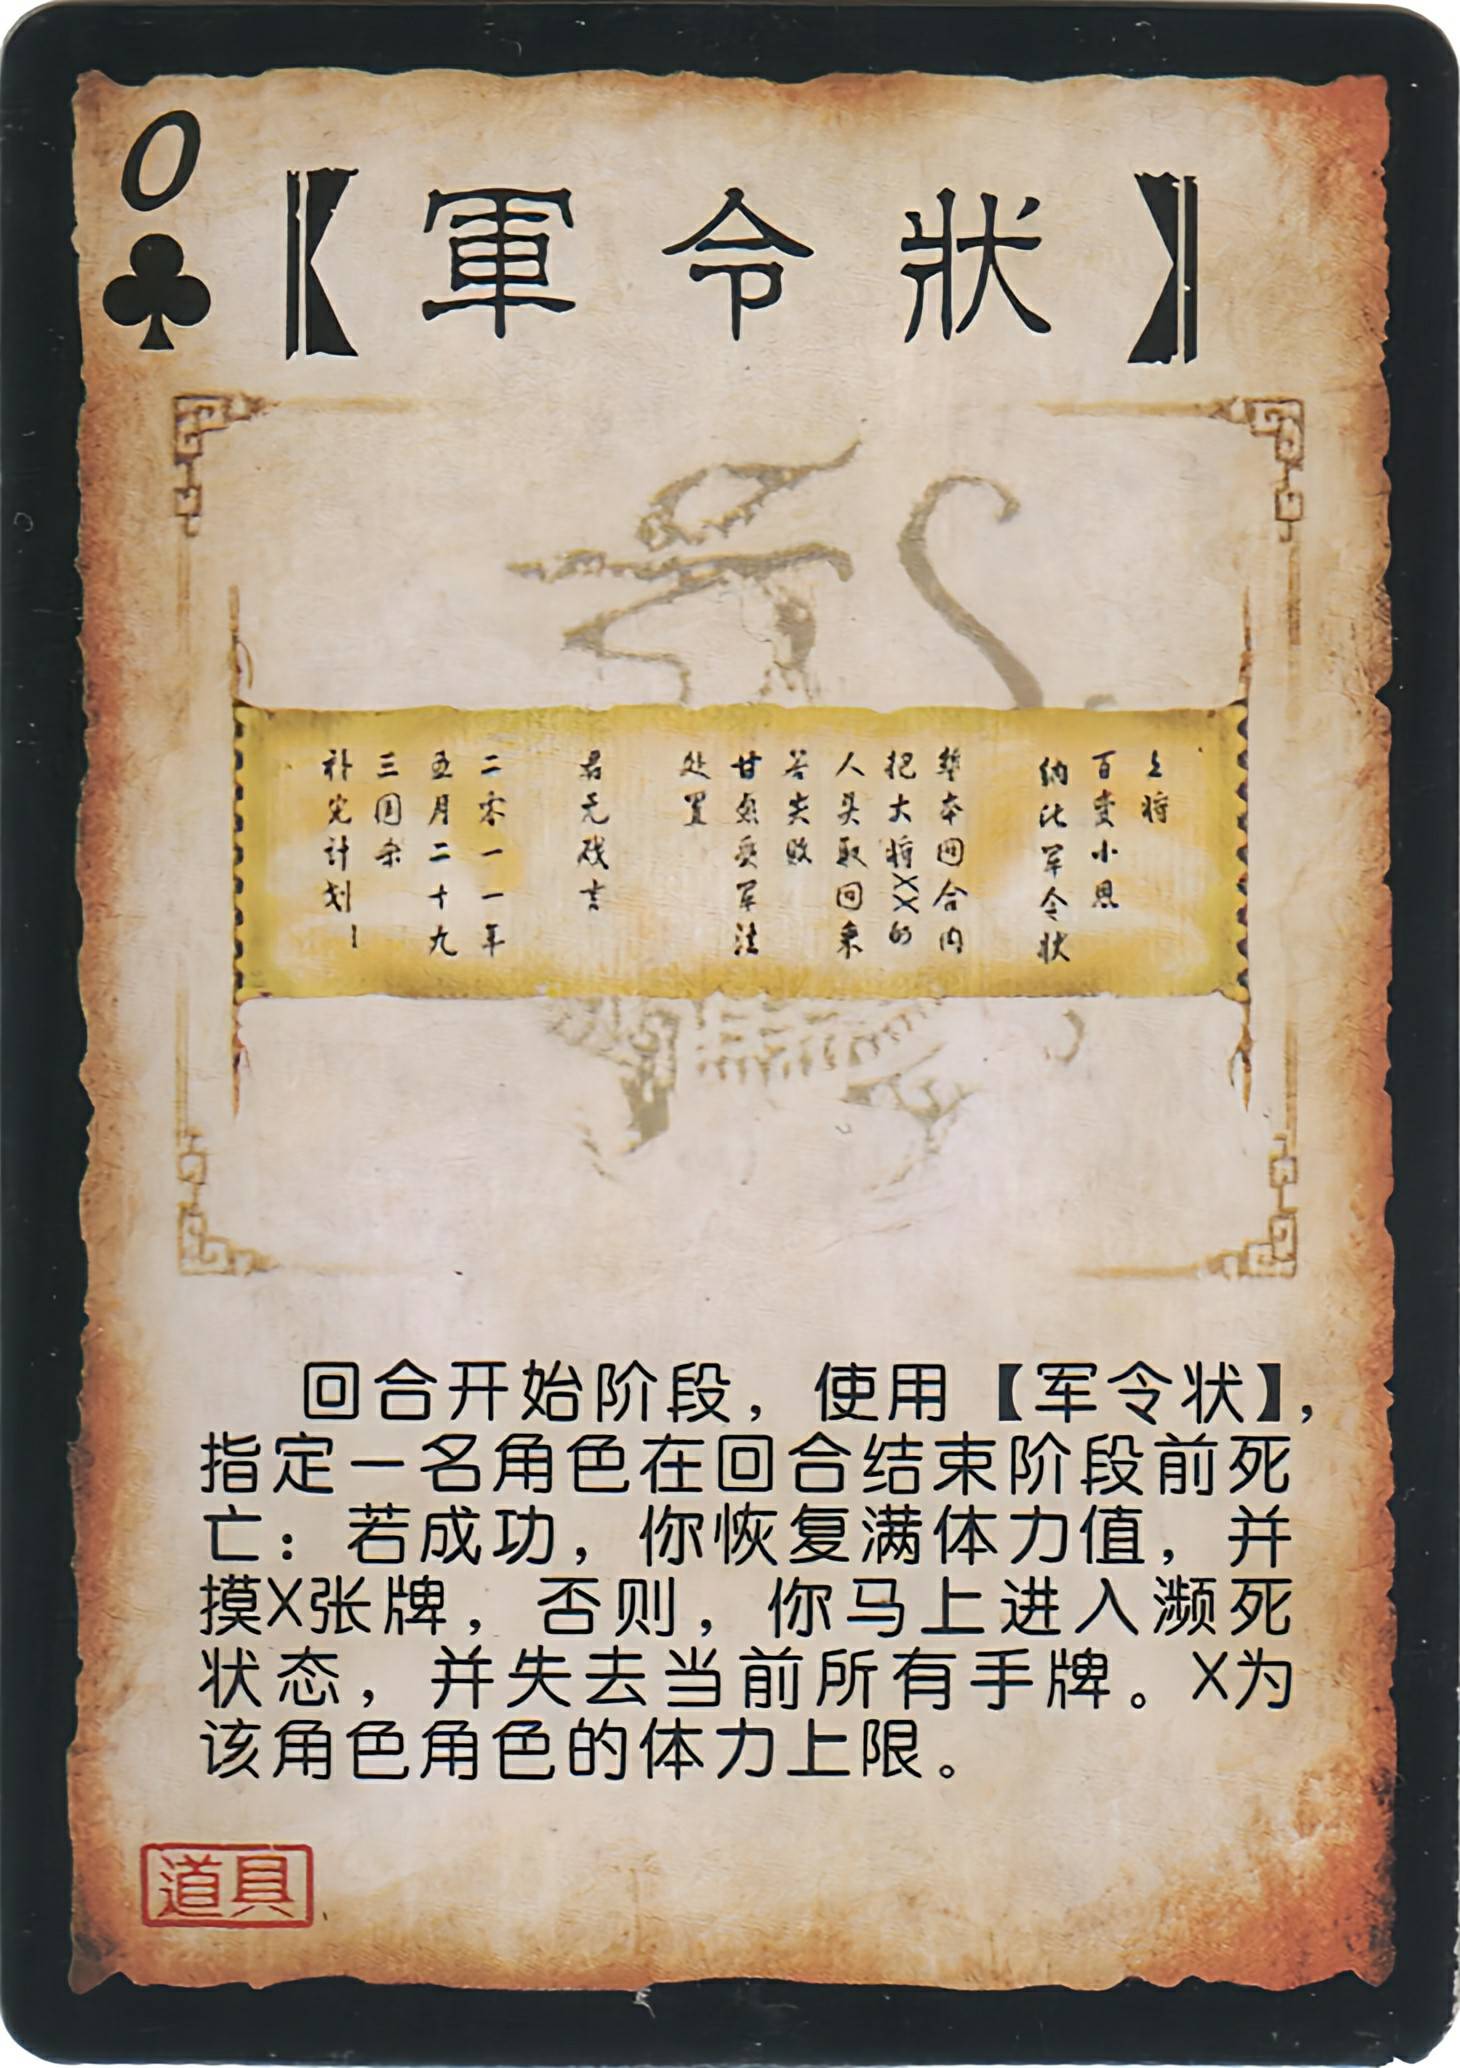 0
【軍令狀】
上将
百变小恩
纳此军令状
本回合内
把大将XX的
人头取回来
若失败
甘愿受军法
处置
君无戏言
二零一一年
五月二十九
三国杀
补完计划！
回合开始阶段，使用【军令状】，
指定一名角色在回合结束阶段前死
亡：若成功，你恢复满体力值，并
摸X张牌，否则，你马上进入濒死
状态，并失去当前所有手牌。X为
该角色角色的体力上限。
道具